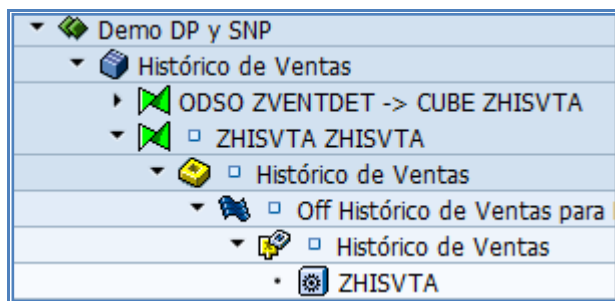 Demo DP y SNP
Histórico de Ventas
ODSO ZVENTDET -> CUBE ZHISVTA
ZHISVTA ZHISVTA
Histórico de Ventas
Off Histórico de Ventas para
Histórico de Ventas
ZHISVTA